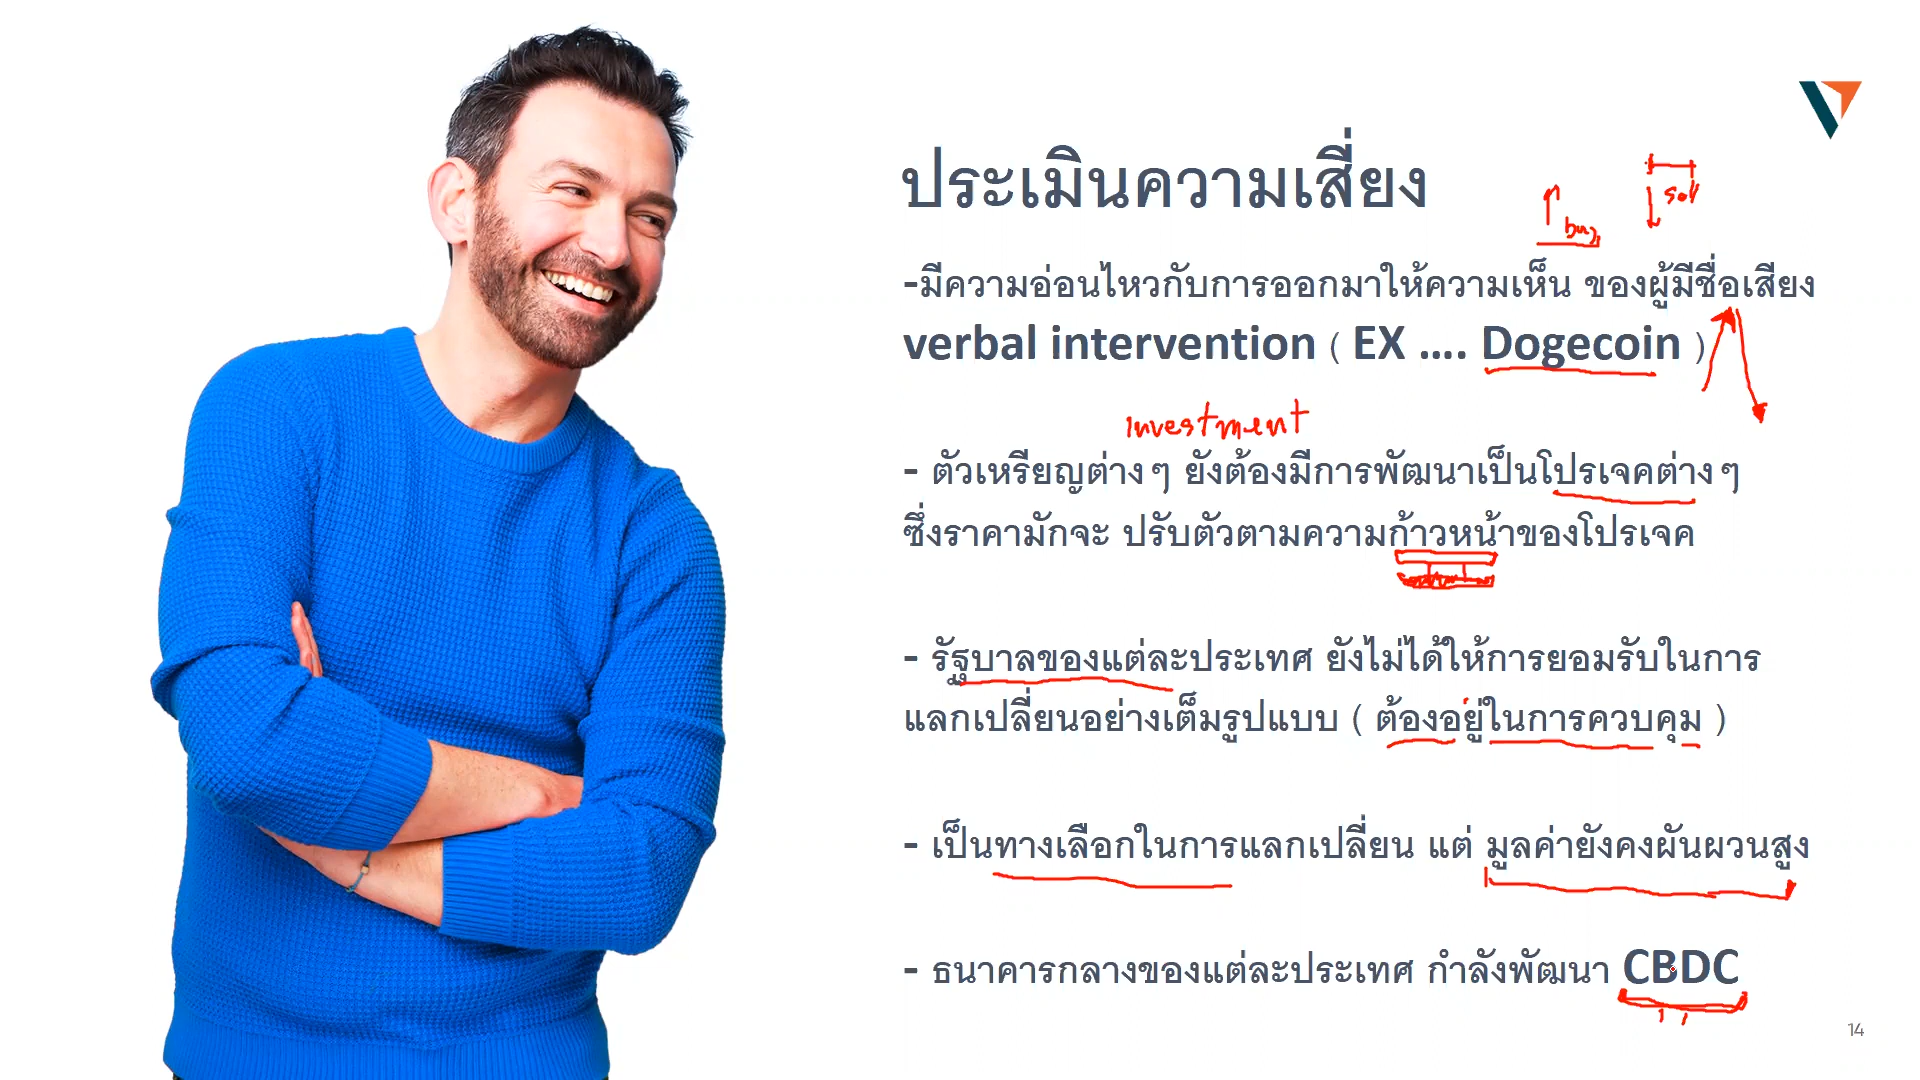 ประเมินความเสี่ยง
sell
buy
-มีความอ่อนไหวกับการออกมาให้ความเห็น ของผู้มีชื่อเสียง
verbal intervention ( EX .... Dogecoin )
investment
- ตัวเหรียญต่างๆ ยังต้องมีการพัฒนาเป็นโปรเจคต่างๆ
ซึ่งราคามักจะ ปรับตัวตามความก้าวหน้าของโปรเจค
- รัฐบาลของแต่ละประเทศ ยังไม่ได้ให้การยอมรับในการ
แลกเปลี่ยนอย่างเต็มรูปแบบ ( ต้องอยู่ในการควบคุม )
- เป็นทางเลือกในการแลกเปลี่ยน แต่ มูลค่ายังคงผันผวนสูง
- ธนาคารกลางของแต่ละประเทศ กำลังพัฒนา CBDC
14